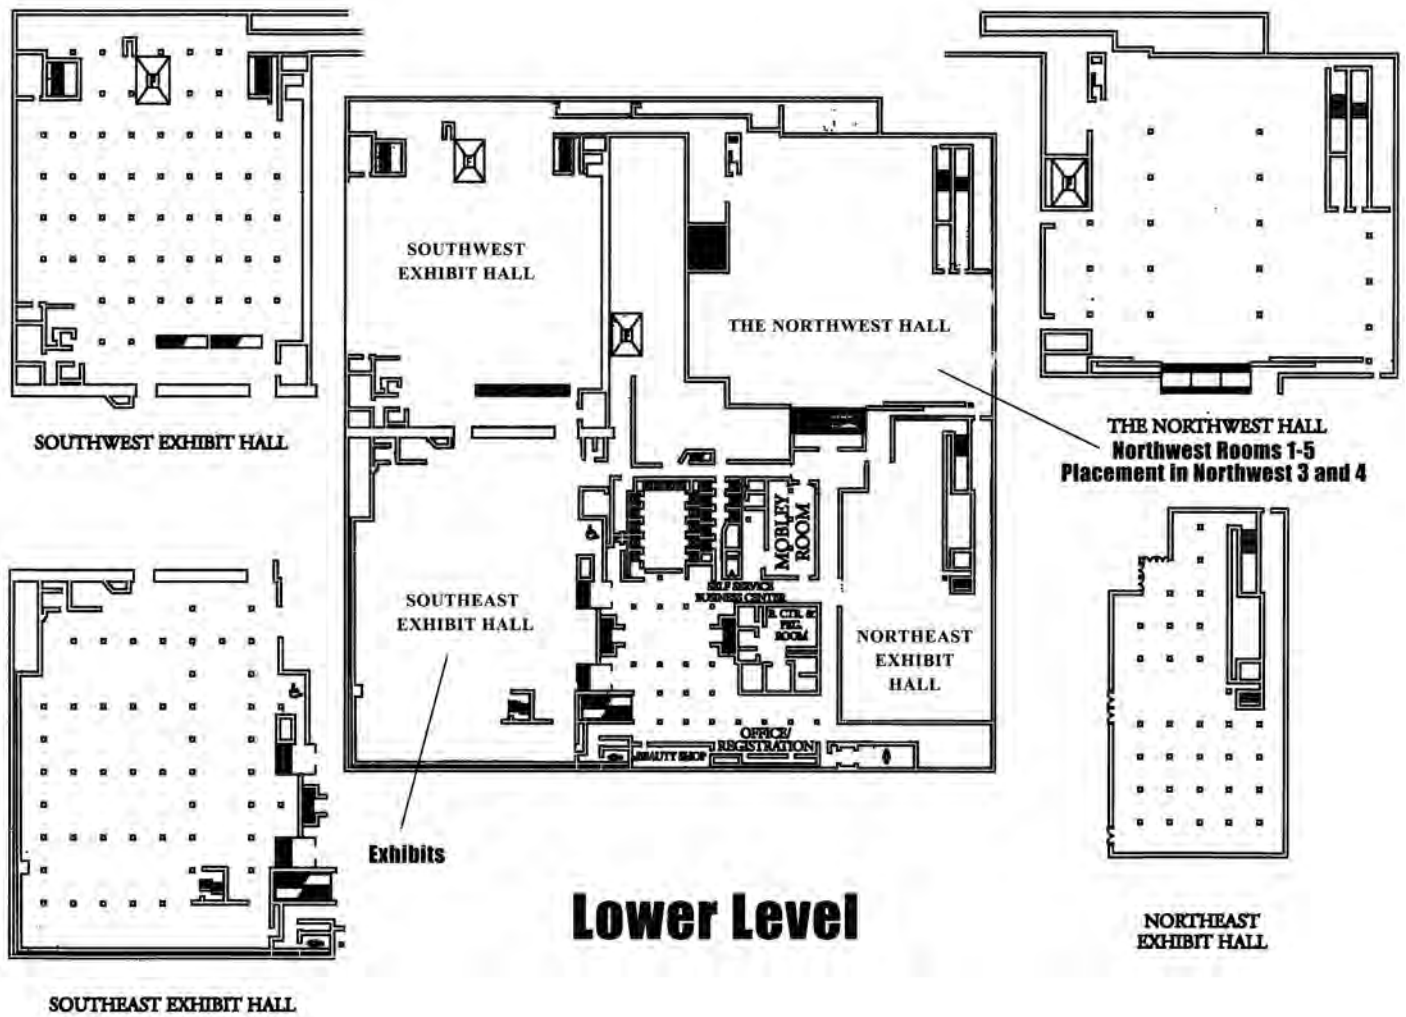 SOUTHWEST
EXHIBIT HALL
THE NORTHWEST HALL
SOUTHWEST EXHIBIT HALL
THE NORTHWEST HALL
Northwest Rooms 1-5
Placement in Northwest 3 and 4
MOBLEY
ROOM
SELF SERVICE
BUSINESS CENTER
SOUTHEAST
EXHIBIT HALL
ROOM
NORTHEAST
EXHIBIT
HALL
OFFICE/
REGISTRATION
BEAUTY SHOP
Exhibits
Lower Level
NORTHEAST
EXHIBIT HALL
SOUTHEAST EXHIBIT HALL